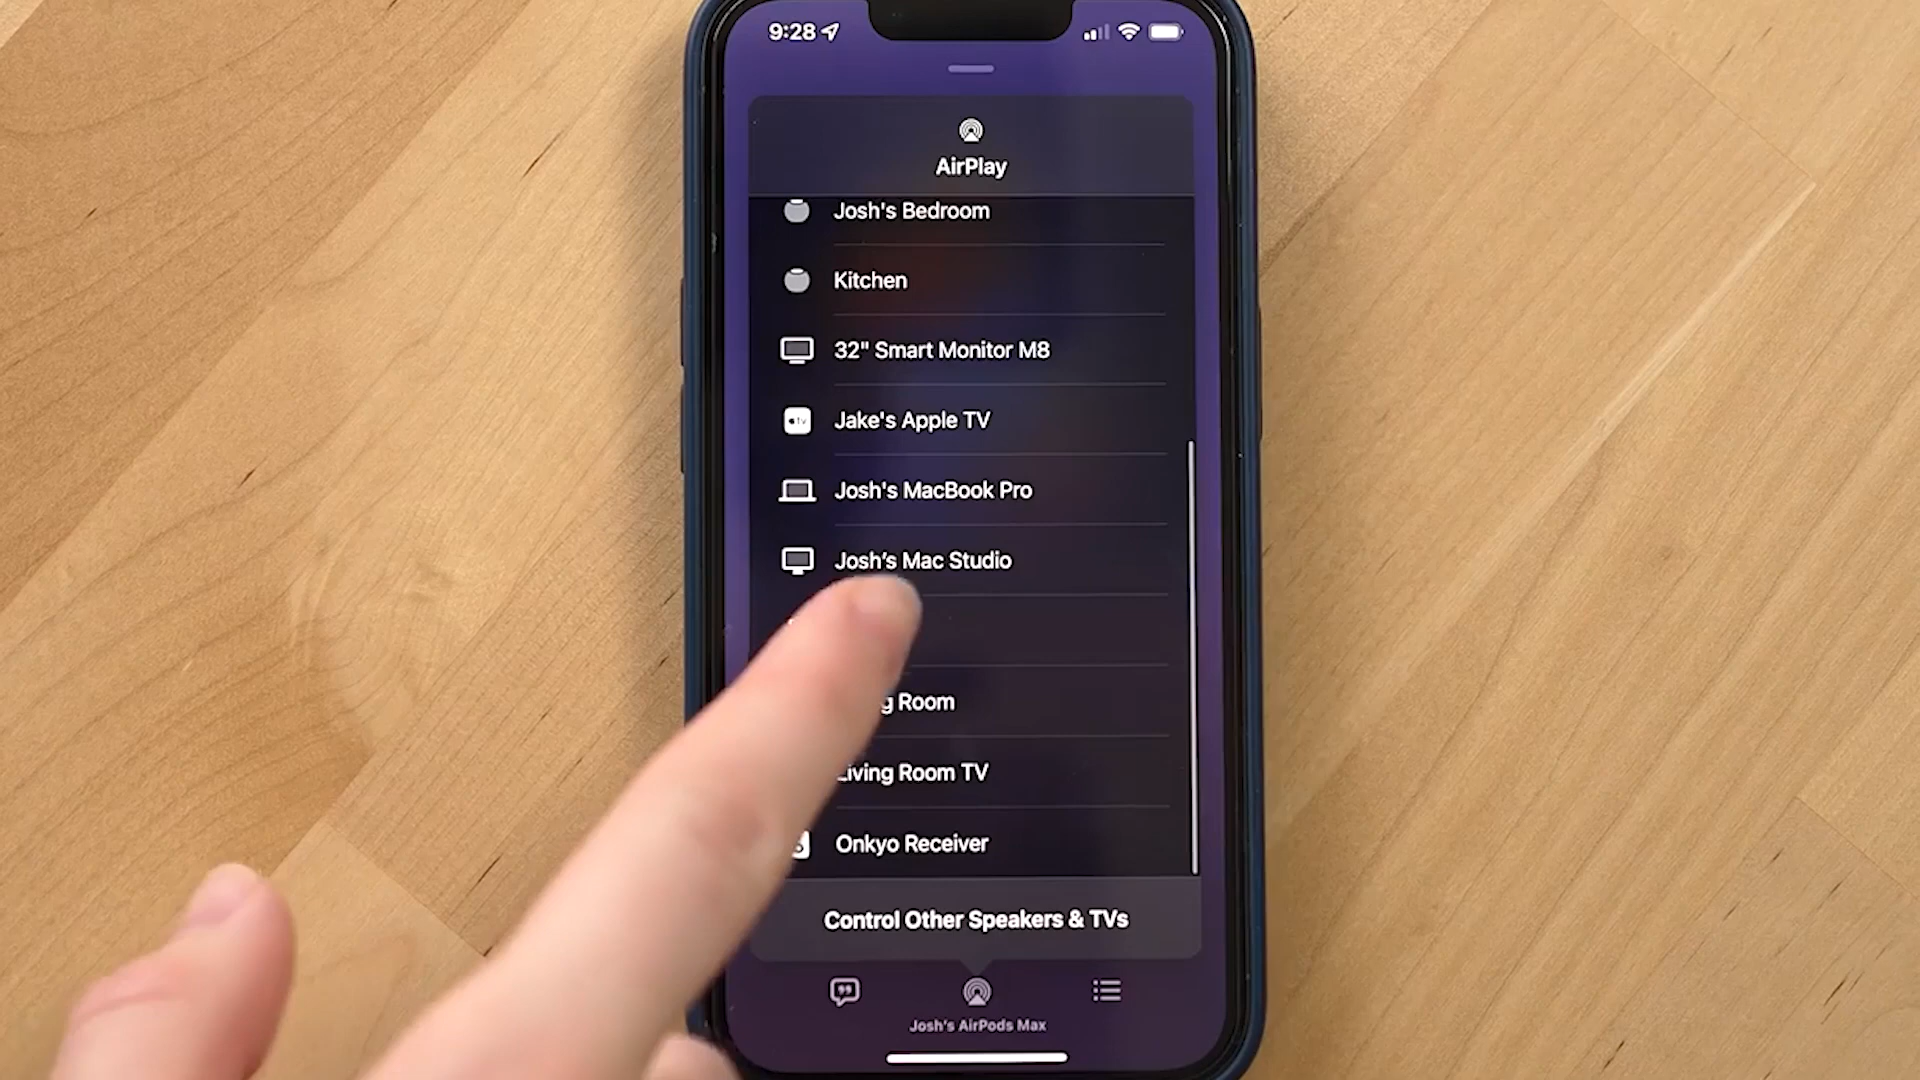 9:28
AirPlay
Josh's Bedroom
Kitchen
32" Smart Monitor M8
tv
Jake's Apple TV
Josh's MacBook Pro
Josh's Mac Studio
Room
Living Room TV
Onkyo Receiver
Control Other Speakers & TVs
Josh's AirPods Max